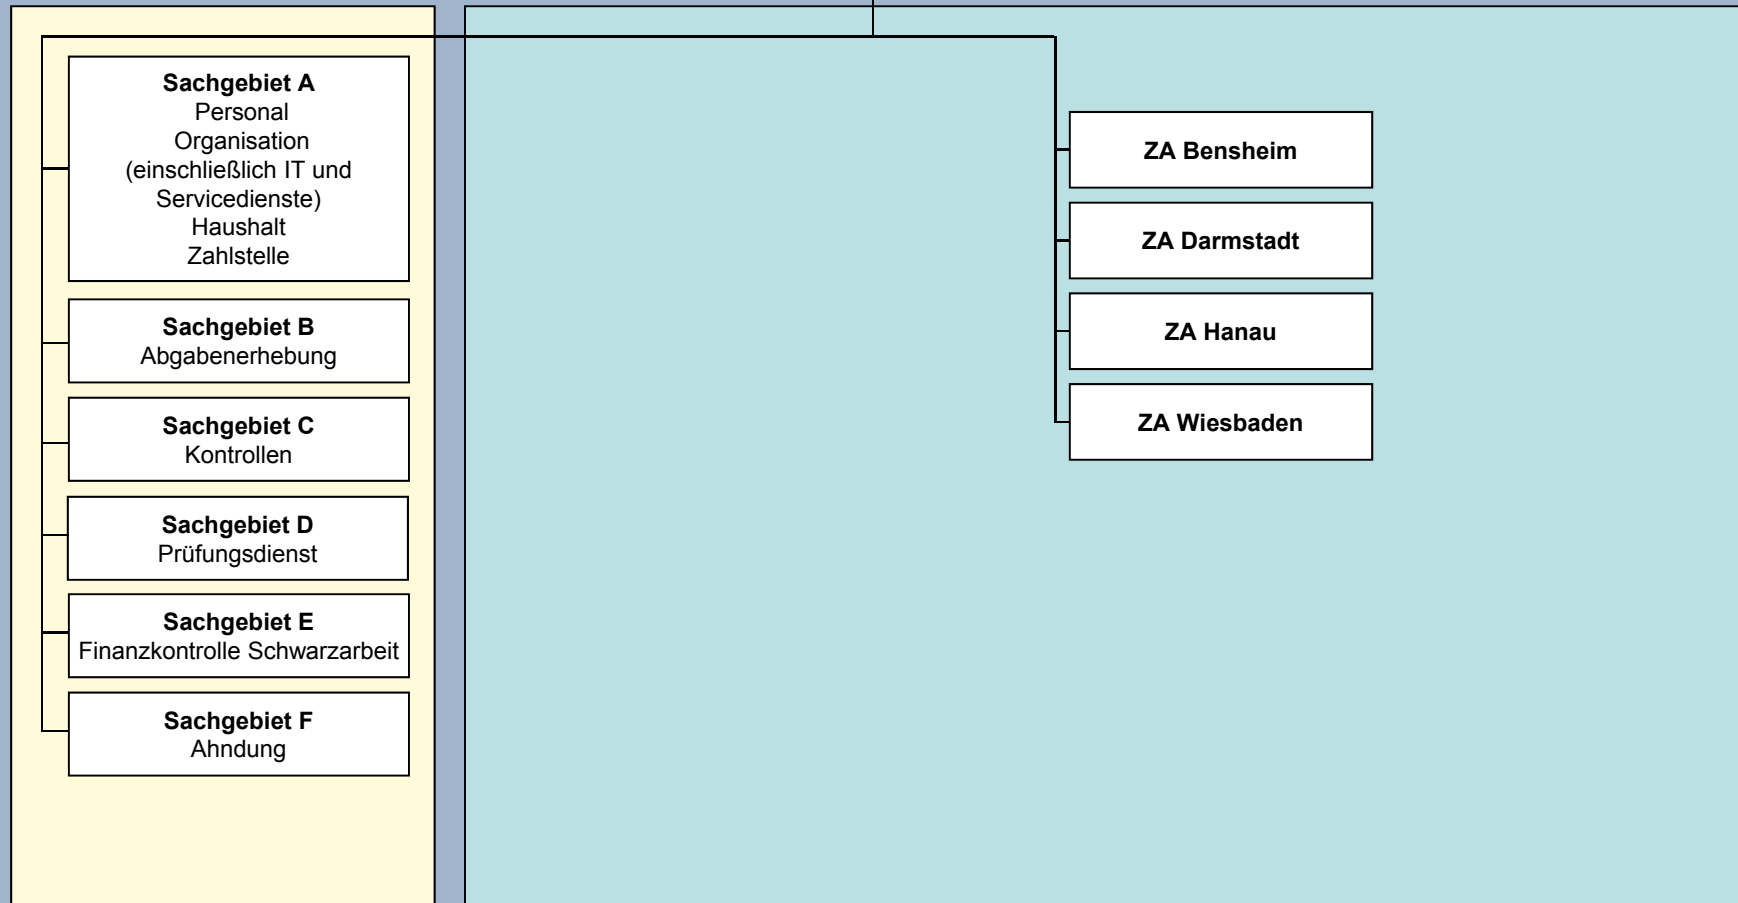 Sachgebiet A
Personal
Organisation
(einschließlich IT und
Servicedienste)
Haushalt
Zahlstelle
Sachgebiet B
Abgabenerhebung
Sachgebiet C
Kontrollen
Sachgebiet D
Prüfungsdienst
Sachgebiet E
Finanzkontrolle Schwarzarbeit
Sachgebiet F
Ahndung
ZA Bensheim
ZA Darmstadt
ZA Hanau
ZA Wiesbaden